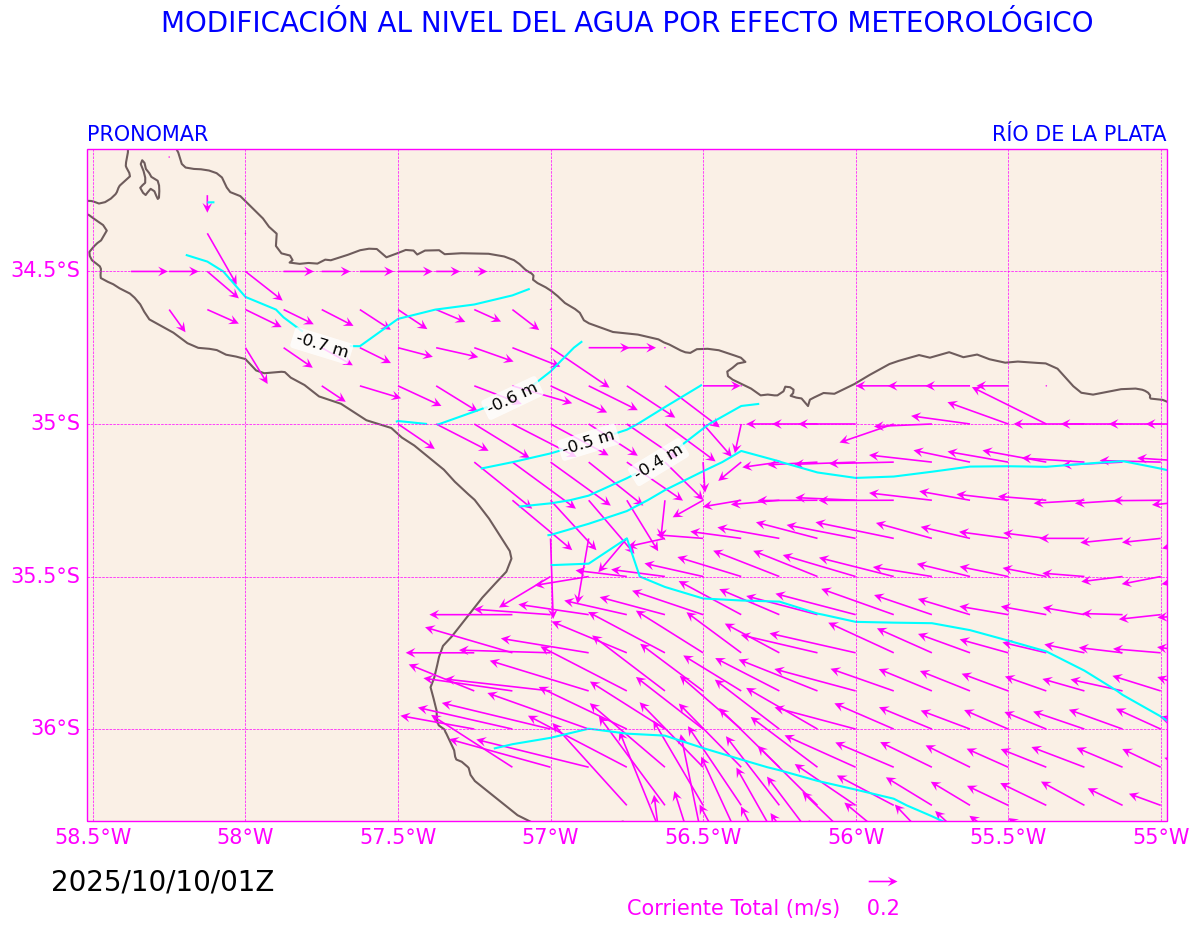 MODIFICACIÓN AL NIVEL DEL AGUA POR EFECTO METEOROLÓGICO
PRONOMAR
RÍO DE LA PLATA
34.5°S
-0.7 m
-0.6 m
35°S
-0.5 m
-0.4 m
35.5°S
36°S
58.5°W 58°W 57.5°W 57°W 56.5°W 56°W 55.5°W 55°W
2025/10/10/01Z
Corriente Total (m/s) 0.2